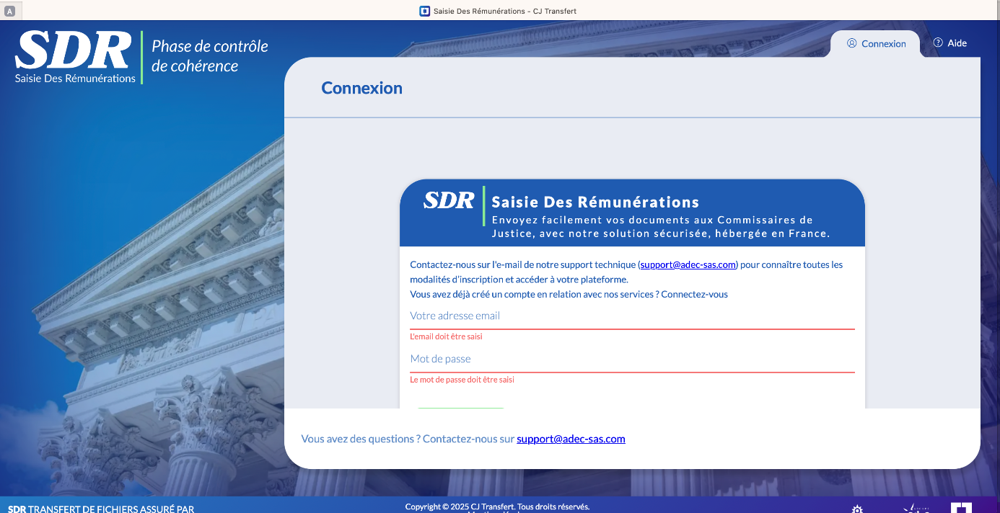 A
Saisie Des Rémunérations - CJ Transfert
SDR
Saisie Des Rémunérations
Phase de contrôle
de cohérence
Connexion
Aide
Connexion
SDR
Saisie Des Rémunérations
Envoyez facilement vos documents aux Commissaires de
Justice, avec notre solution sécurisée, hébergée en France.
Contactez-nous sur l'e-mail de notre support technique (support@adec-sas.com) pour connaître toutes les
modalités d'inscription et accéder à votre plateforme.
Vous avez déjà créé un compte en relation avec nos services ? Connectez-vous
Votre adresse email
L'email doit être saisi
Mot de passe
Le mot de passe doit être saisi
Vous avez des questions ? Contactez-nous sur support@adec-sas.com
SDR TRANSFERT DE FICHIERS ASSURÉ PAR
Copyright © 2025 CJ Transfert. Tous droits réservés.